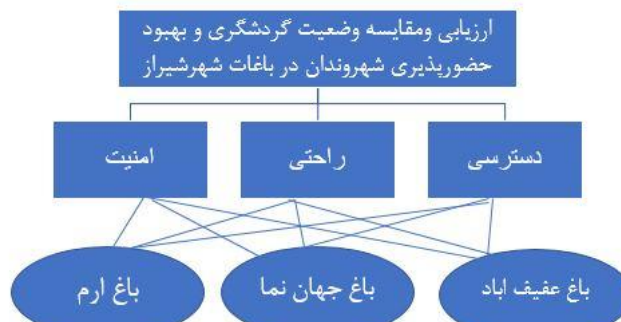 ارزیابی ومقایسه وضعیت گردشگری و بهبود
حضورپذیری شهروندان در باغات شهرشیراز
دسترسی
راحتی
امنیت
باغ عفیف اباد
باغ جهان نما
باغ ارم